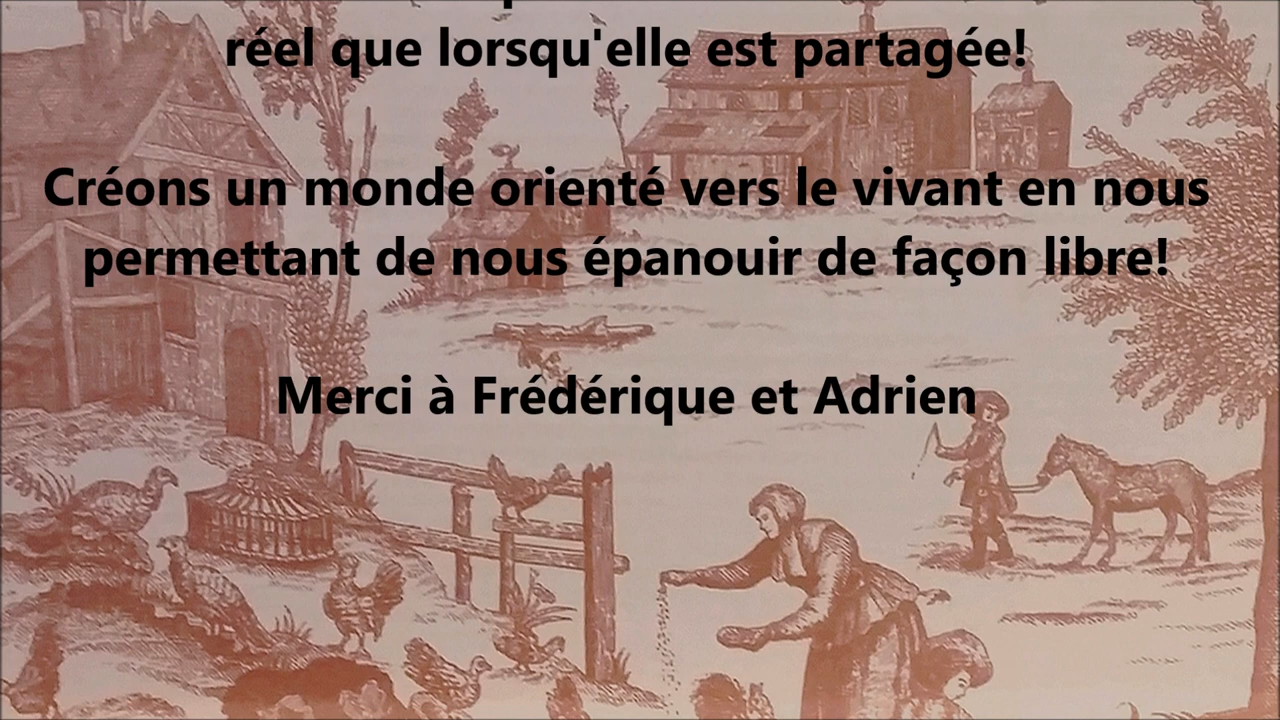 réel que lorsqu'elle est partagée!
Créons un monde orienté vers le vivant en nous
permettant de nous épanouir de façon libre!
Merci à Frédérique et Adrien